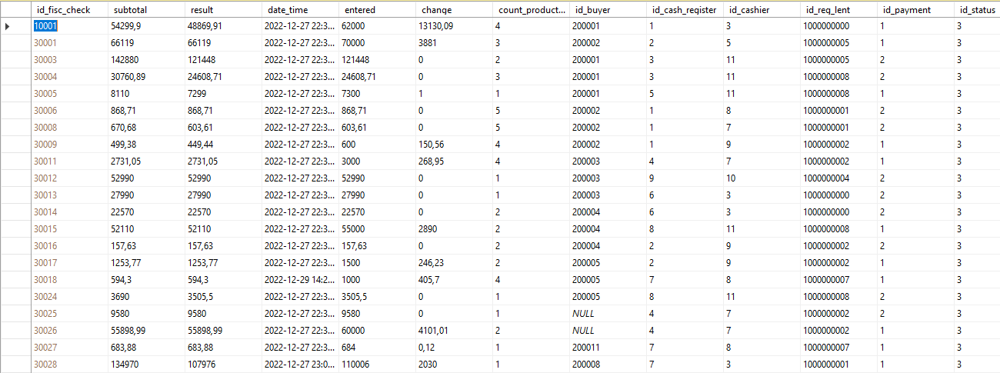 id_fisc_check subtotal result date_time entered change count_product... id_buyer id_cash_register id_cashier id_reg_lent id_payment id_status
10001 54299,9 48869,91 2022-12-27 22:3... 62000 13130,09 4 200001 1 3 1000000000 1 3
30001 66119 66119 2022-12-27 22:3... 70000 3881 3 200002 2 5 1000000005 1 3
30003 142880 121448 2022-12-27 22:3... 121448 0 2 200001 3 11 1000000005 2 3
30004 30760,89 24608,71 2022-12-27 22:3... 24608,71 0 3 200001 3 11 1000000008 2 3
30005 8110 7299 2022-12-27 22:3... 7300 1 1 200001 5 11 1000000008 1 3
30006 868,71 868,71 2022-12-27 22:3... 868,71 0 5 200002 1 8 1000000001 2 3
30008 670,68 603,61 2022-12-27 22:3... 603,61 0 5 200002 1 7 1000000001 2 3
30009 499,38 449,44 2022-12-27 22:3... 600 150,56 4 200002 1 9 1000000002 1 3
30011 2731,05 2731,05 2022-12-27 22:3... 3000 268,95 4 200003 4 7 1000000002 1 3
30012 52990 52990 2022-12-27 22:3... 52990 0 1 200003 9 10 1000000004 2 3
30013 27990 27990 2022-12-27 22:3... 27990 0 1 200003 6 3 1000000000 2 3
30014 22570 22570 2022-12-27 22:3... 22570 0 2 200004 6 3 1000000000 2 3
30015 52110 52110 2022-12-27 22:3... 55000 2890 2 200004 8 11 1000000008 1 3
30016 157,63 157,63 2022-12-27 22:3... 157,63 0 2 200004 2 9 1000000002 2 3
30017 1253,77 1253,77 2022-12-27 22:3... 1500 246,23 2 200005 2 9 1000000002 1 3
30018 594,3 594,3 2022-12-29 14:2... 1000 405,7 4 200005 7 8 1000000007 1 3
30024 3690 3505,5 2022-12-27 22:3... 3505,5 0 1 200005 8 11 1000000008 2 3
30025 9580 9580 2022-12-27 22:3... 9580 0 1 NULL 4 7 1000000002 2 3
30026 55898,99 55898,99 2022-12-27 22:3... 60000 4101,01 2 NULL 4 7 1000000002 1 3
30027 683,88 683,88 2022-12-27 22:3... 684 0,12 1 200011 7 8 1000000007 1 3
30028 134970 107976 2022-12-27 23:0... 110006 2030 1 200008 7 3 1000000001 1 3